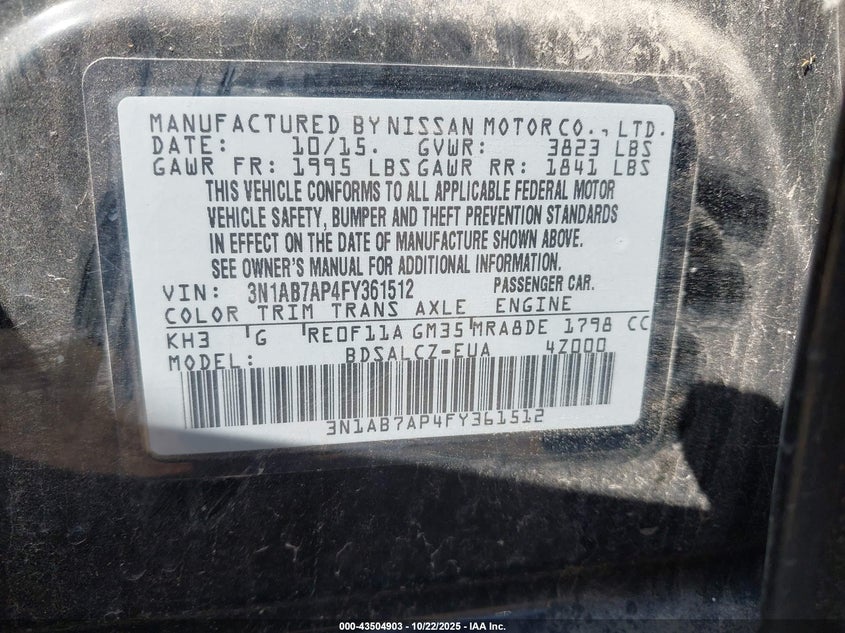 MANUFACTURED BY NISSAN MOTOR CO., LTD.
DATE: 10/15. GVWR: 3823 LBS
GAWR FR: 1995 LBS GAWR RR: 1841 LBS
THIS VEHICLE CONFORMS TO ALL APPLICABLE FEDERAL MOTOR
VEHICLE SAFETY, BUMPER AND THEFT PREVENTION STANDARDS
IN EFFECT ON THE DATE OF MANUFACTURE SHOWN ABOVE.
SEE OWNER'S MANUAL FOR ADDITIONAL INFORMATION.
VIN: 3N1AB7AP4FY361512 PASSENGER CAR.
COLOR TRIM TRANS AXLE ENGINE
KH3 G RE0F11A GM35 MRA8DE 1798 CC
MODEL: BDSALCZ-EUA 4Z000
3N1AB7AP4FY361512
000-43504903 | 10/22/2025 - IAA Inc.